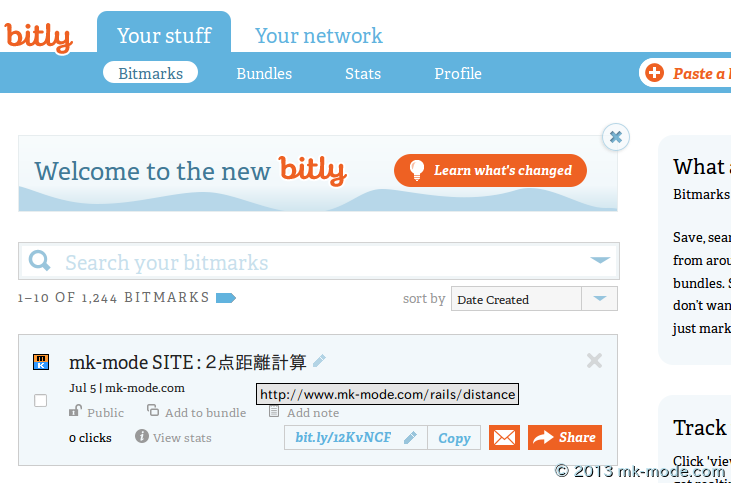 bitly
Your stuff
Your network
Bitmarks
Bundles
Stats
Profile
Paste a
Welcome to the new bitly
Learn what's changed
What
Bitmarks
Save, sear
from arou
bundles. S
don't wan
just mark
Search your bitmarks
1–10 OF 1,244 BITMARKS
sort by
Date Created
mk-mode SITE : 2点距離計算
Jul 5 | mk-mode.com
http://www.mk-mode.com/rails/distance
Public
Add to bundle
Add note
0 clicks
View stats
bit.ly/12KvNCF
Copy
Share
Track
Click 'view
© 2013 mk-mode.com